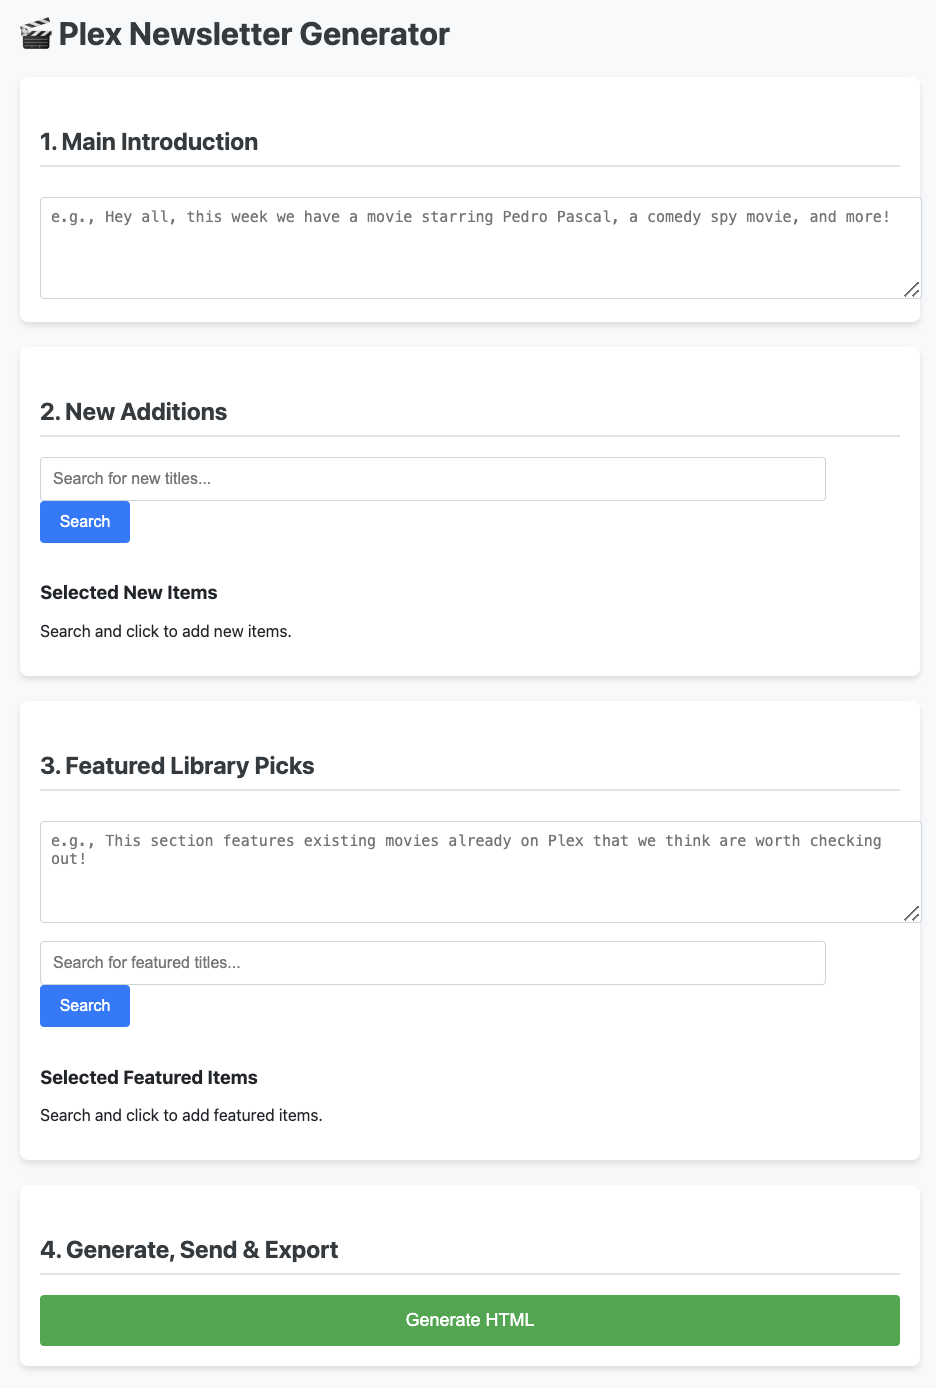 Plex Newsletter Generator
1. Main Introduction
e.g., Hey all, this week we have a movie starring Pedro Pascal, a comedy spy movie, and more!
2. New Additions
Search for new titles...
Search
Selected New Items
Search and click to add new items.
3. Featured Library Picks
e.g., This section features existing movies already on Plex that we think are worth checking
out!
Search for featured titles...
Search
Selected Featured Items
Search and click to add featured items.
4. Generate, Send & Export
Generate HTML